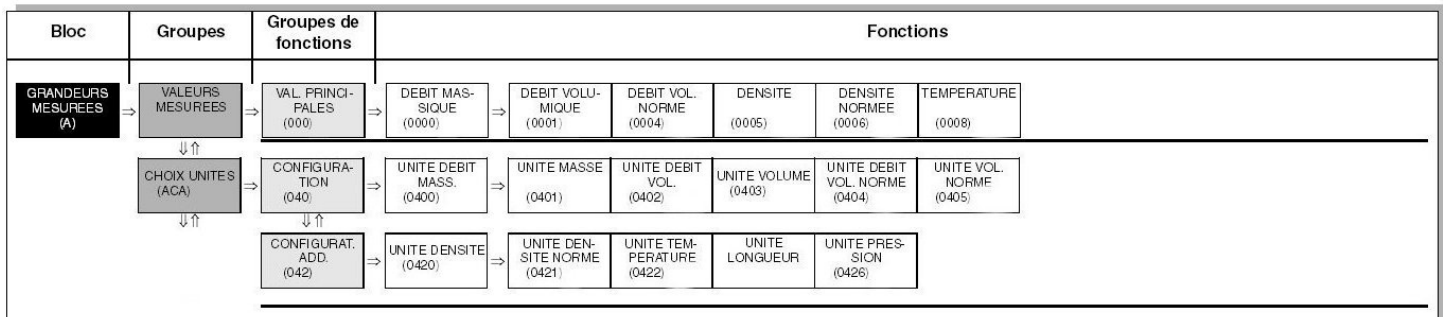 Bloc
Groupes
Groupes de
fonctions
Fonctions
GRANDEURS
MESUREES
(A)
⇒
VALEURS
MESUREES
⇒
VAL. PRINCI-
PALES
(000)
⇒
DEBIT MAS-
SIQUE
(0000)
⇒
DEBIT VOLU-
MIQUE
(0001)
DEBIT VOL.
NORME
(0004)
DENSITE
(0005)
DENSITE
NORMEE
(0006)
TEMPERATURE
(0008)
⇓⇑
CHOIX UNITES
(ACA)
⇒
CONFIGURA-
TION
(040)
⇒
UNITE DEBIT
MASS.
(0400)
⇒
UNITE MASSE
(0401)
UNITE DEBIT
VOL.
(0402)
UNITE VOLUME
(0403)
UNITE DEBIT
VOL. NORME
(0404)
UNITE VOL.
NORME
(0405)
⇓⇑
⇓⇑
CONFIGURAT.
ADD.
(042)
⇒
UNITE DENSITE
(0420)
⇒
UNITE DEN-
SITE NORME
(0421)
UNITE TEM-
PERATURE
(0422)
UNITE
LONGUEUR
UNITE PRES-
SION
(0426)